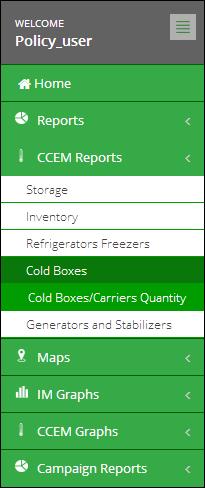 WELCOME
Policy_user
Home
Reports
CCEM Reports
Storage
Inventory
Refrigerators Freezers
Cold Boxes
Cold Boxes/Carriers Quantity
Generators and Stabilizers
Maps
IM Graphs
CCEM Graphs
Campaign Reports